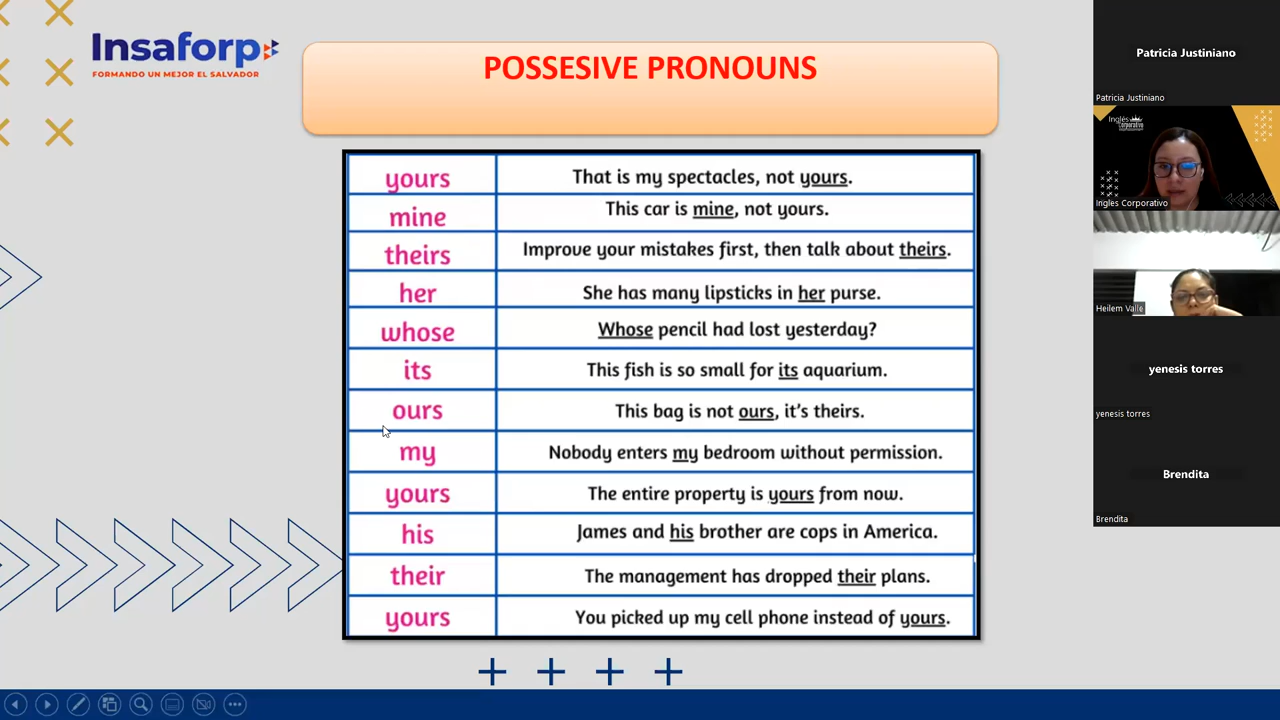 Insaforp
FORMANDO UN MEJOR EL SALVADOR
POSSESIVE PRONOUNS
yours That is my spectacles, not yours.
mine This car is mine, not yours.
theirs Improve your mistakes first, then talk about theirs.
her She has many lipsticks in her purse.
whose Whose pencil had lost yesterday?
its This fish is so small for its aquarium.
ours This bag is not ours, it's theirs.
my Nobody enters my bedroom without permission.
yours The entire property is yours from now.
his James and his brother are cops in America.
their The management has dropped their plans.
yours You picked up my cell phone instead of yours.
Patricia Justiniano
Patricia Justiniano
Inglés
Corporativo
Ingles Corporativo
Heilem Valle
yenesis torres
yenesis torres
Brendita
Brendita